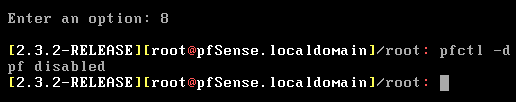 Enter an option: 8
[2.3.2-RELEASE][root@pfSense.localdomain]/root: pfctl -d
pf disabled
[2.3.2-RELEASE][root@pfSense.localdomain]/root: